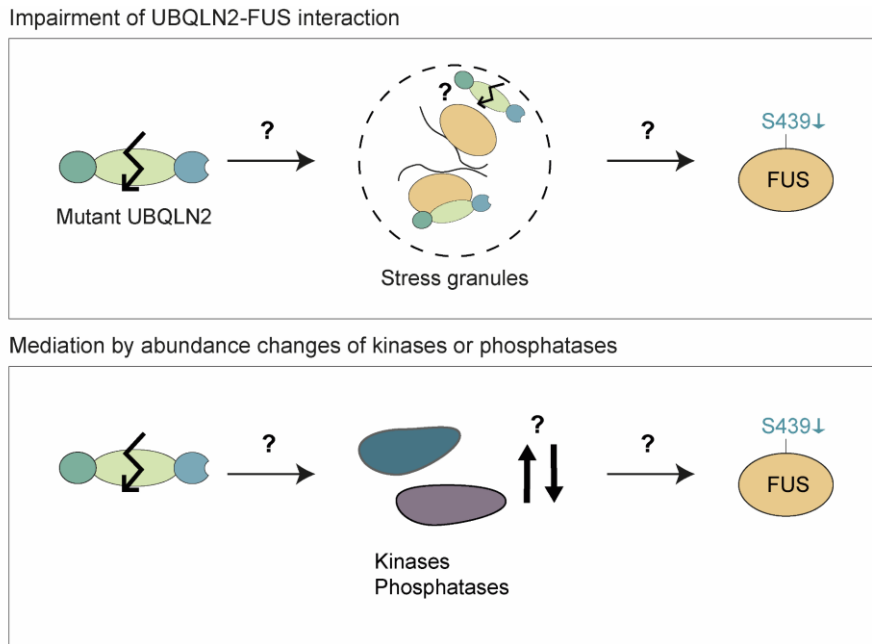 Impairment of UBQLN2-FUS interaction
?
?
?
S439↓
FUS
Mutant UBQLN2
Stress granules
Mediation by abundance changes of kinases or phosphatases
?
?
?
S439↓
FUS
Kinases
Phosphatases